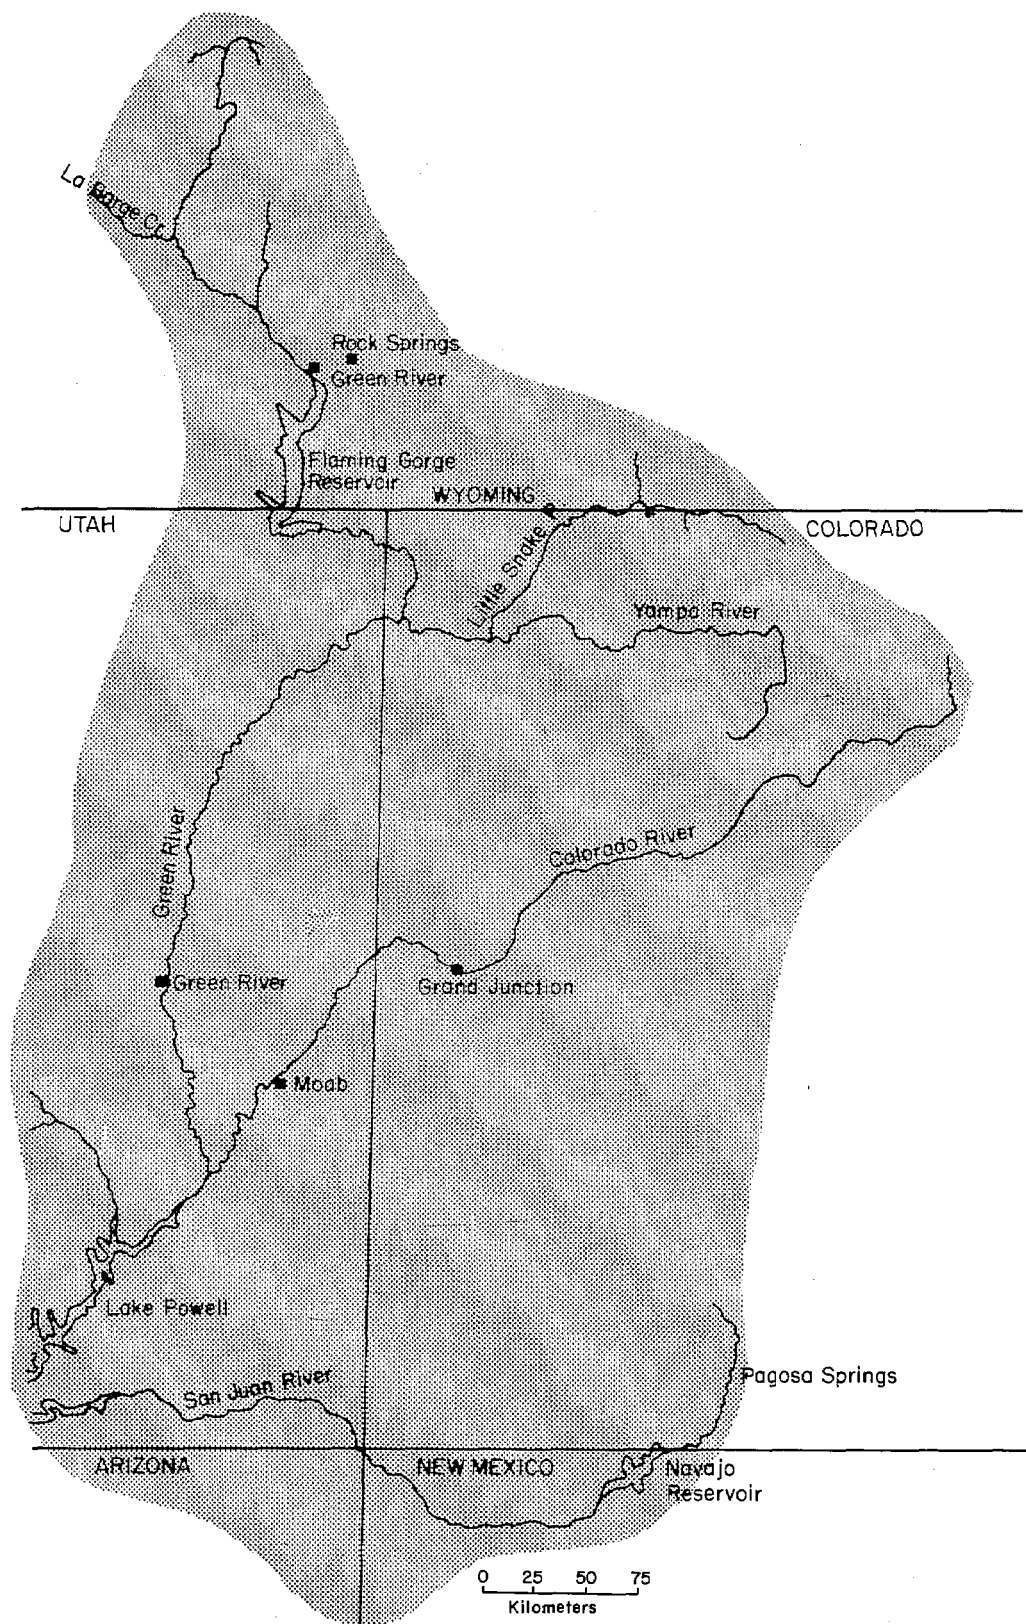 La Barge Cr.
Rock Springs
Green River
Flaming Gorge
Reservoir
WYOMING
UTAH
COLORADO
Little Snake R
Yampa River
Green River
Colorado River
Green River
Grand Junction
Moab
Lake Powell
San Juan River
Pagosa Springs
ARIZONA
NEW MEXICO
Navajo
Reservoir
0 25 50 75
Kilometers